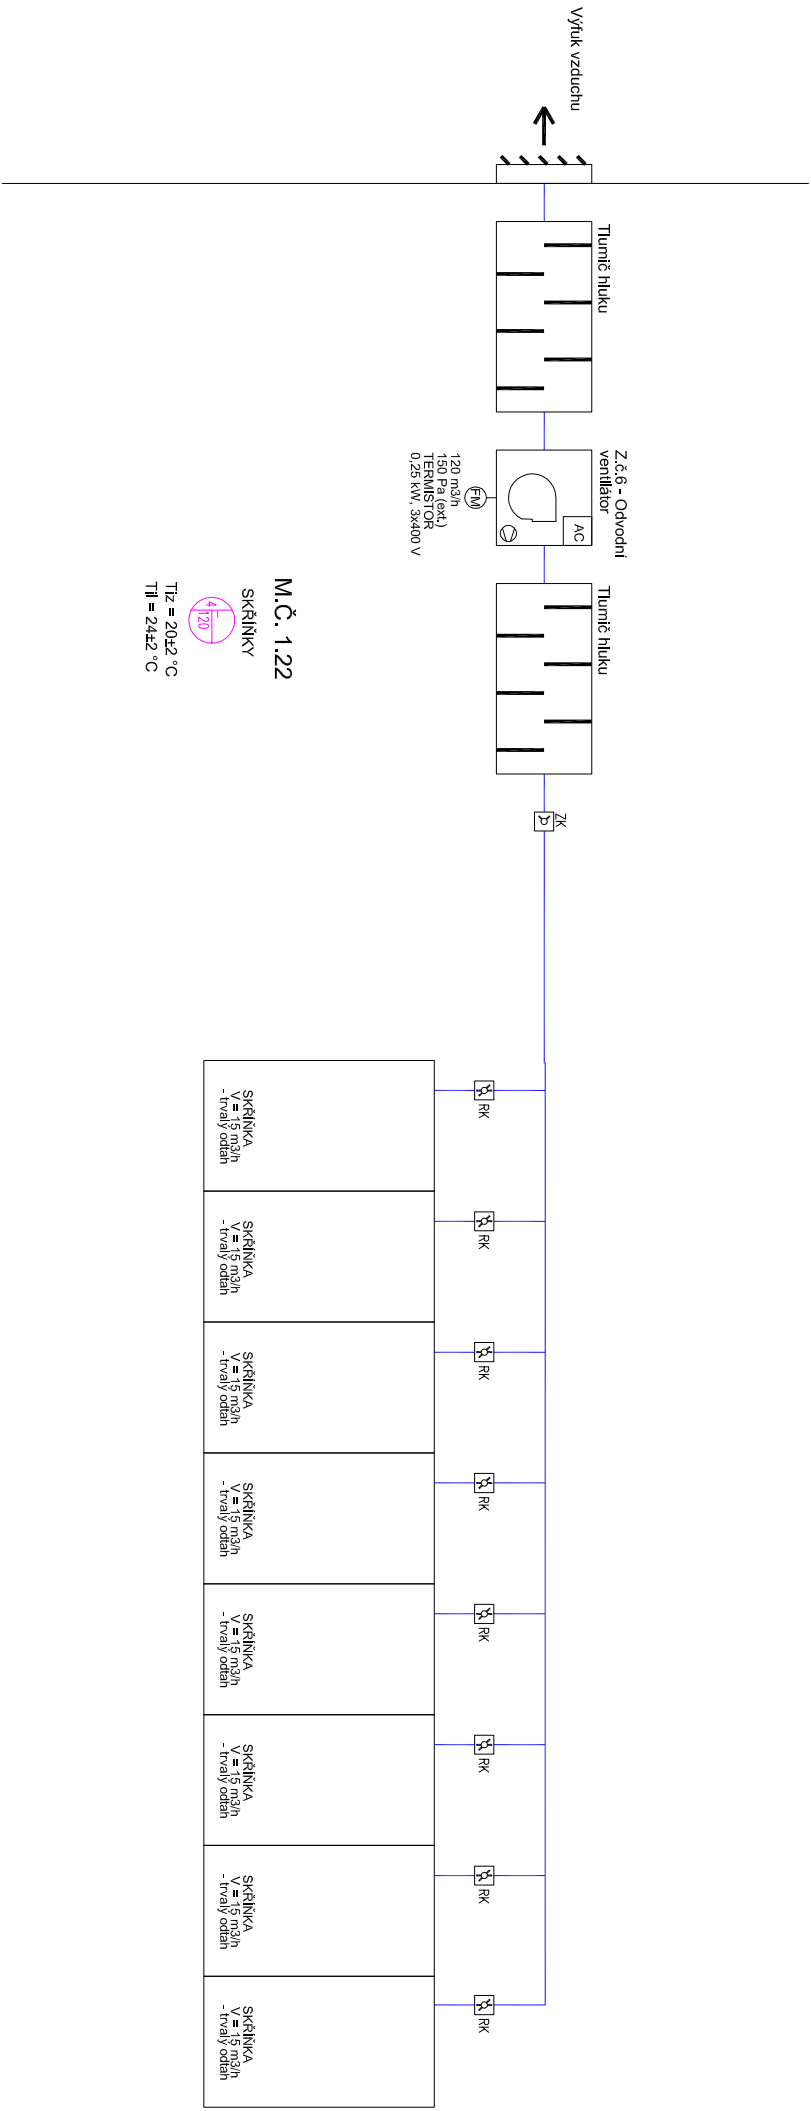 Výfuk vzduchu
Tlumič hluku
Z.č.6 - Odvodní
ventilátor
AC
FM
120 m3/h
150 Pa (ext.)
TERMISTOR
0,25 kW, 3x400 V
Tlumič hluku
ZK
M.Č. 1.22
SKŘÍŇKY
4
-
120
Tiz = 20±2 °C
Til = 24±2 °C
RK
SKŘÍŇKA
V = 15 m3/h
- trvalý odtah
RK
SKŘÍŇKA
V = 15 m3/h
- trvalý odtah
RK
SKŘÍŇKA
V = 15 m3/h
- trvalý odtah
RK
SKŘÍŇKA
V = 15 m3/h
- trvalý odtah
RK
SKŘÍŇKA
V = 15 m3/h
- trvalý odtah
RK
SKŘÍŇKA
V = 15 m3/h
- trvalý odtah
RK
SKŘÍŇKA
V = 15 m3/h
- trvalý odtah
RK
SKŘÍŇKA
V = 15 m3/h
- trvalý odtah